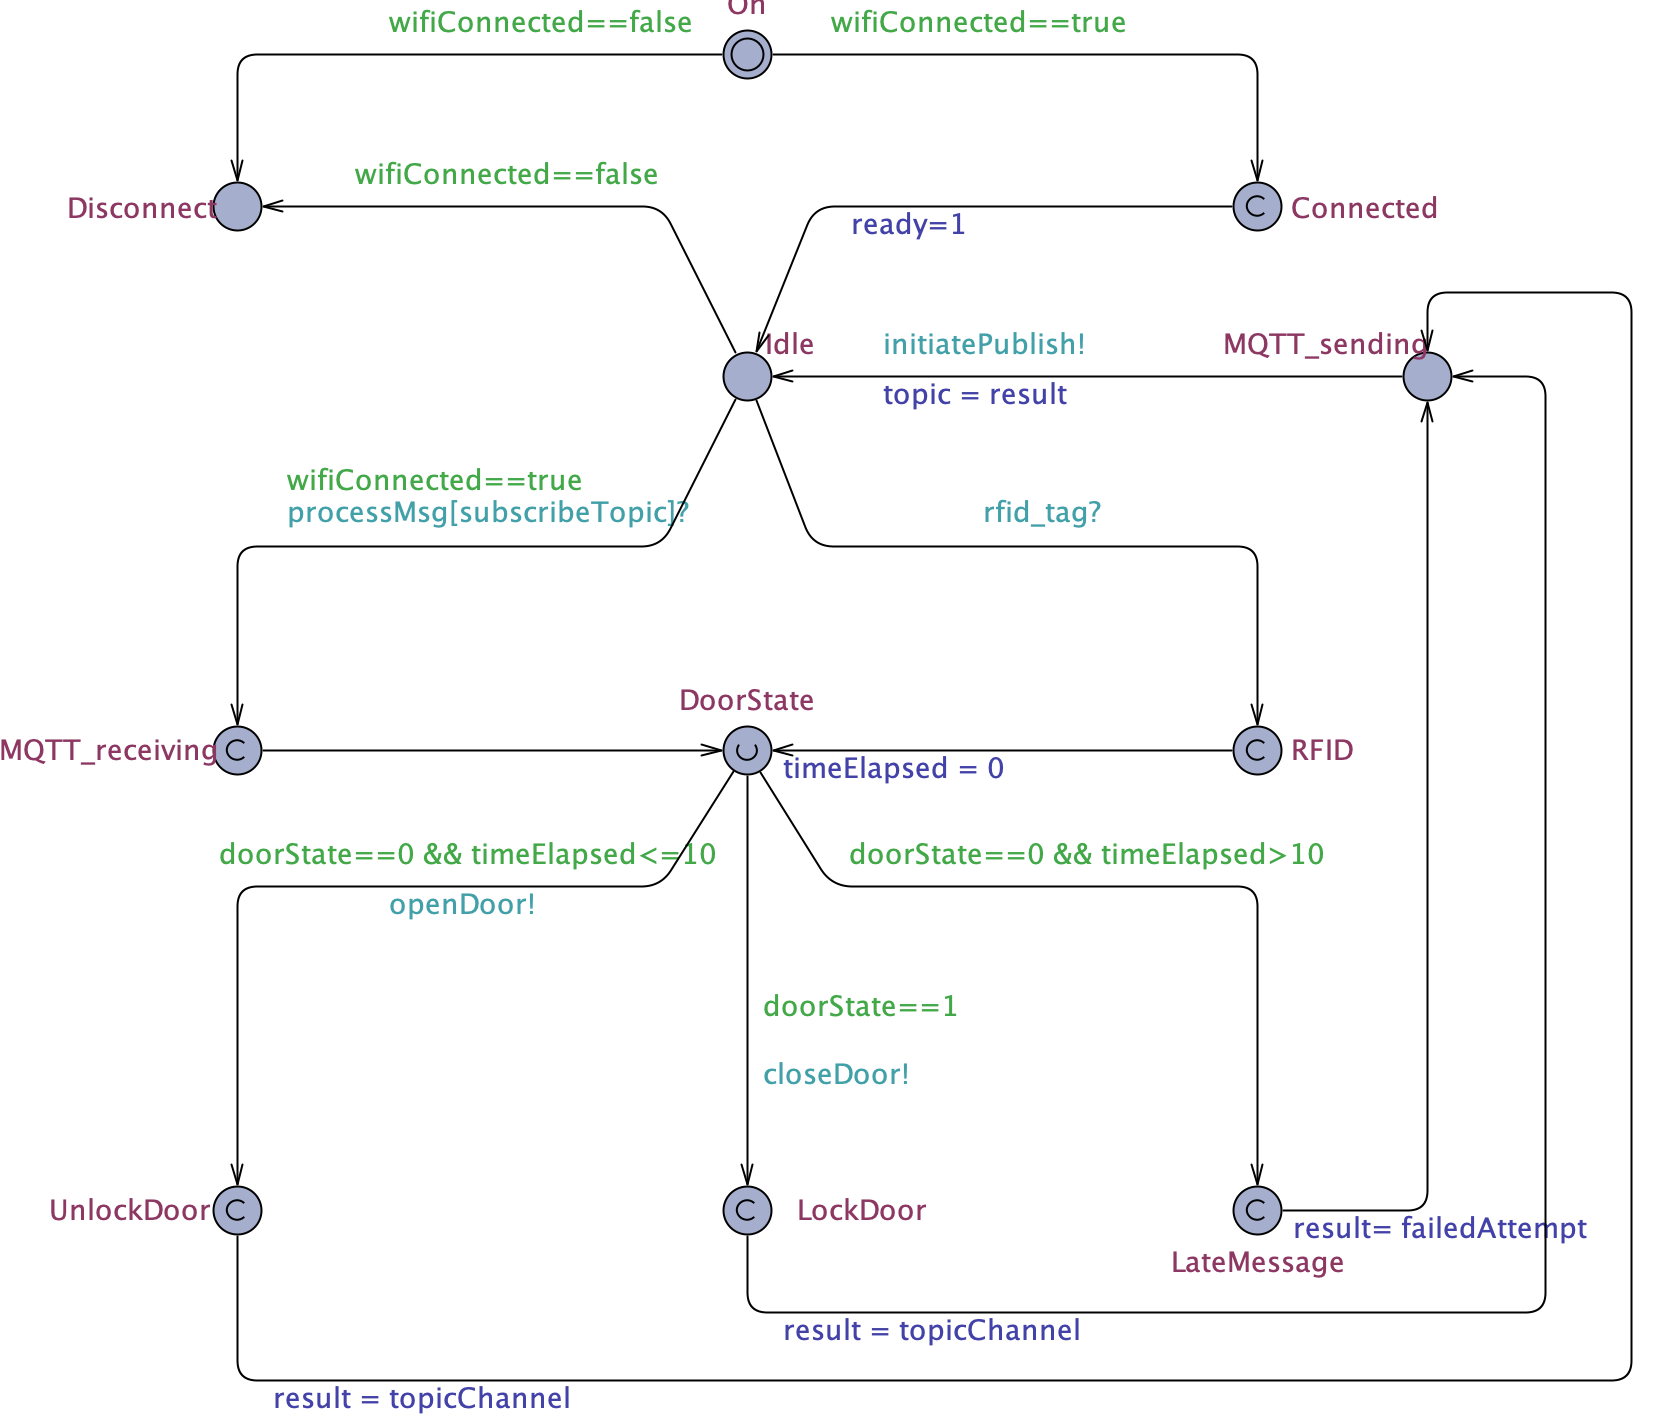 On
wifiConnected==false
wifiConnected==true
wifiConnected==false
Disconnect
C
Connected
ready=1
Idle
initiatePublish!
MQTT_sending
topic = result
wifiConnected==true
processMsg[subscribeTopic]?
rfid_tag?
DoorState
MQTT_receiving
C
C
RFID
timeElapsed = 0
doorState==0 && timeElapsed<=10
doorState==0 && timeElapsed>10
openDoor!
doorState==1
closeDoor!
UnlockDoor
C
C
LockDoor
C
result= failedAttempt
LateMessage
result = topicChannel
result = topicChannel